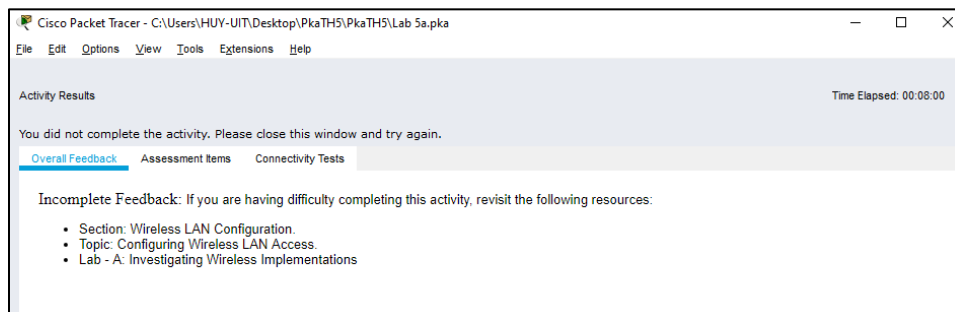 Cisco Packet Tracer - C:\Users\HUY-UIT\Desktop\PkaTH5\PkaTH5\Lab 5a.pka
File Edit Options View Tools Extensions Help
Activity Results Time Elapsed: 00:08:00
You did not complete the activity. Please close this window and try again.
Overall Feedback Assessment Items Connectivity Tests
Incomplete Feedback: If you are having difficulty completing this activity, revisit the following resources:
• Section: Wireless LAN Configuration.
• Topic: Configuring Wireless LAN Access.
• Lab - A: Investigating Wireless Implementations